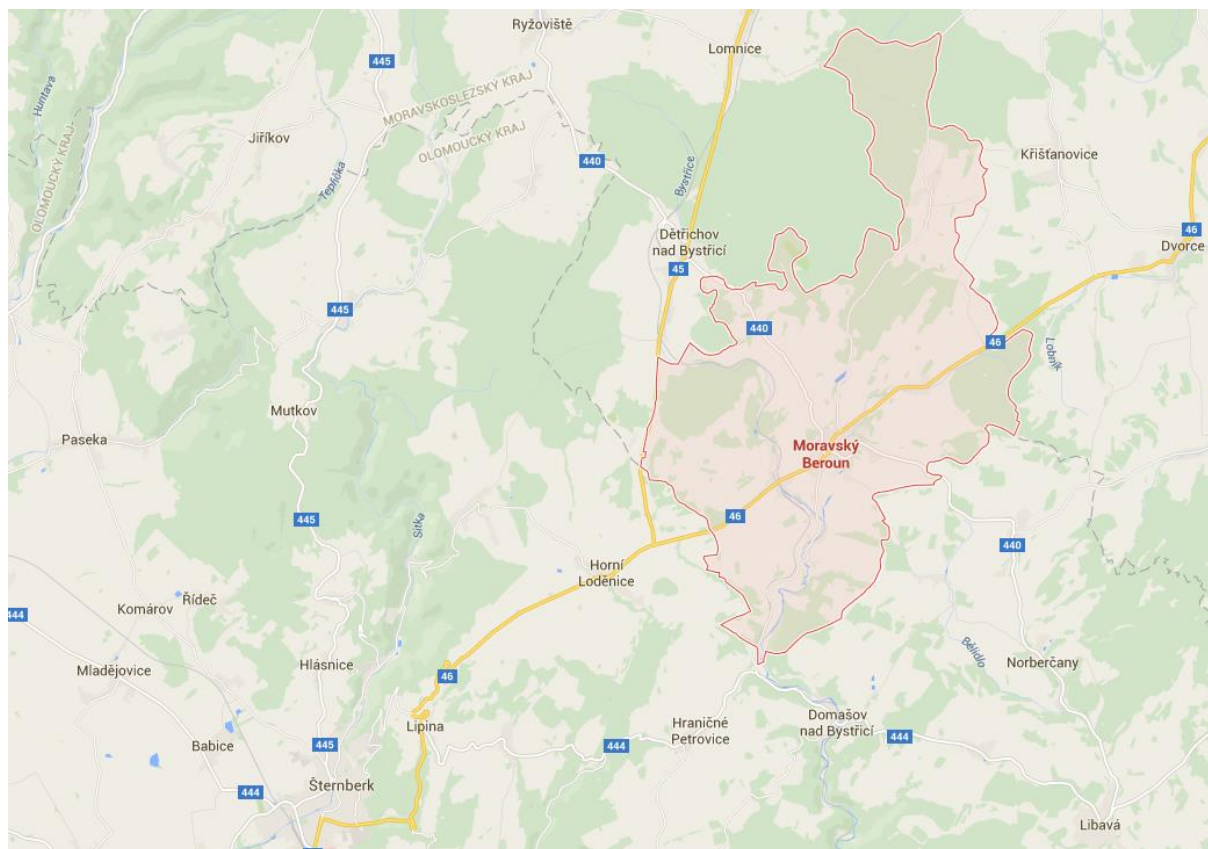 Ryžoviště
Lomnice
445
Huntava
MORAVSKOSLEZSKÝ KRAJ
OLOMOUCKÝ KRAJ
OLOMOUCKÝ KRAJ
Jiříkov
Teplička
440
Bystřice
Křišťanovice
Dětřichov
nad Bystřicí
46
Dvorce
45
445
440
46
Lobník
Mutkov
Paseka
Moravský
Beroun
445
Sitka
46
440
Horní
Loděnice
444
Komárov
Řídeč
Mladějovice
Hlásnice
46
Bělidlo
Norberčany
Lipina
Hraničné
Petrovice
Domašov
nad Bystřicí
444
444
Babice
445
Šternberk
444
Libavá